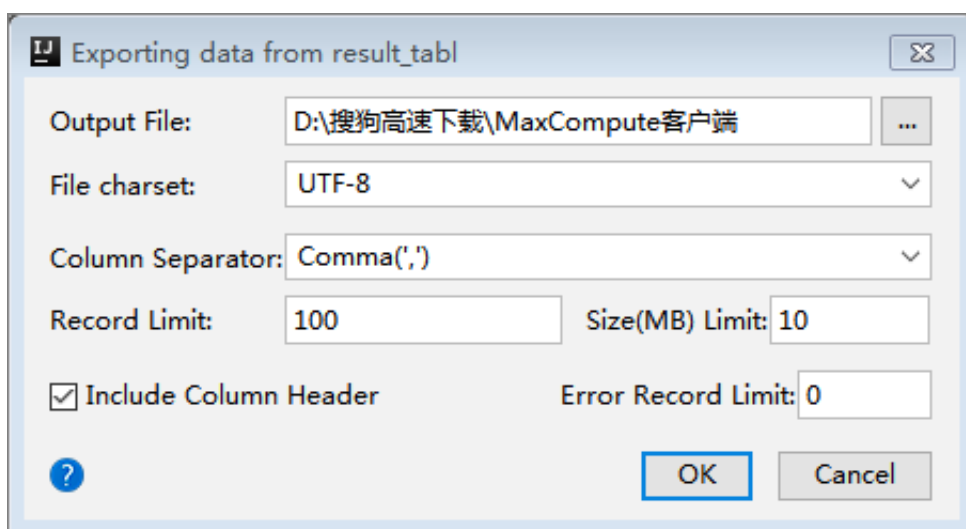 IJ Exporting data from result_tabl
Output File: D:\搜狗高速下载\MaxCompute客户端 ...
File charset: UTF-8
Column Separator: Comma(',')
Record Limit: 100 Size(MB) Limit: 10
Include Column Header Error Record Limit: 0
? OK Cancel